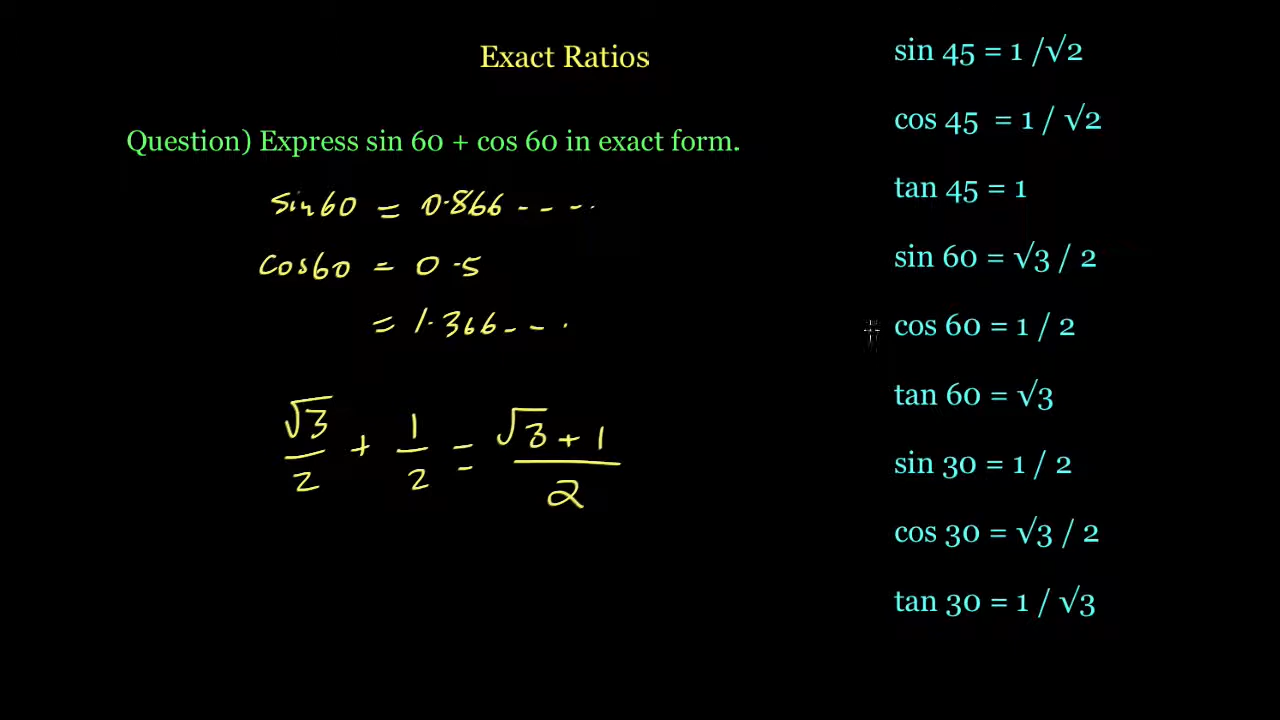 Exact Ratios
Question) Express sin 60 + cos 60 in exact form.
sin60 = 0.866 - - - .
cos60 = 0.5
= 1.366 - - .
√3/2 + 1/2 = (√3 + 1)/2
sin 45 = 1 /√2
cos 45 = 1 / √2
tan 45 = 1
sin 60 = √3 / 2
cos 60 = 1 / 2
tan 60 = √3
sin 30 = 1 / 2
cos 30 = √3 / 2
tan 30 = 1 / √3